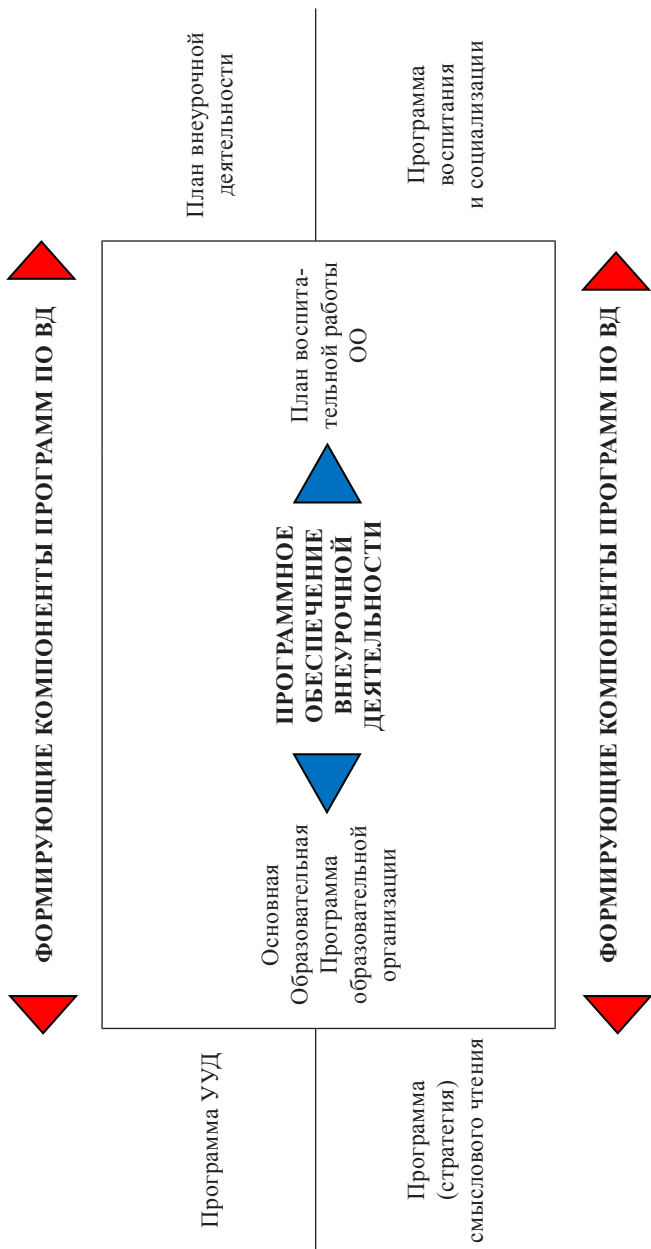 ФОРМИРУЮЩИЕ КОМПОНЕНТЫ ПРОГРАММ ПО ВД
Программа УУД
План внеурочной
деятельности
Основная
Образовательная
Программа
образовательной
организации
ПРОГРАММНОЕ
ОБЕСПЕЧЕНИЕ
ВНЕУРОЧНОЙ
ДЕЯТЕЛЬНОСТИ
План воспита-
тельной работы
ОО
Программа
(стратегия)
смыслового чтения
Программа
воспитания
и социализации
ФОРМИРУЮЩИЕ КОМПОНЕНТЫ ПРОГРАММ ПО ВД